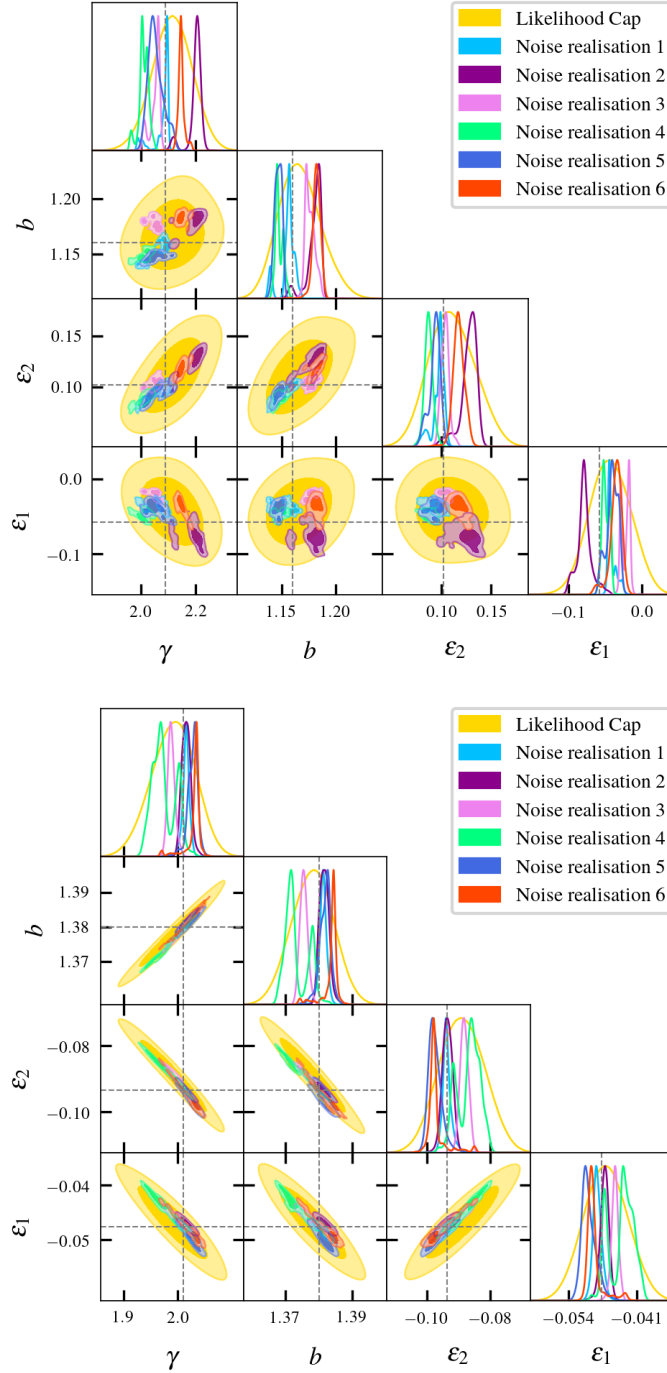 Likelihood Cap
Noise realisation 1
Noise realisation 2
Noise realisation 3
Noise realisation 4
Noise realisation 5
Noise realisation 6
b
1.20
1.15
ε2
0.15
0.10
ε1
0.0
−0.1
2.0 2.2 1.15 1.20 0.10 0.15 −0.1 0.0
γ b ε2 ε1
Likelihood Cap
Noise realisation 1
Noise realisation 2
Noise realisation 3
Noise realisation 4
Noise realisation 5
Noise realisation 6
b
1.39
1.38
1.37
ε2
−0.08
−0.10
ε1
−0.04
−0.05
1.9 2.0 1.37 1.39 −0.10 −0.08 −0.054 −0.041
γ b ε2 ε1